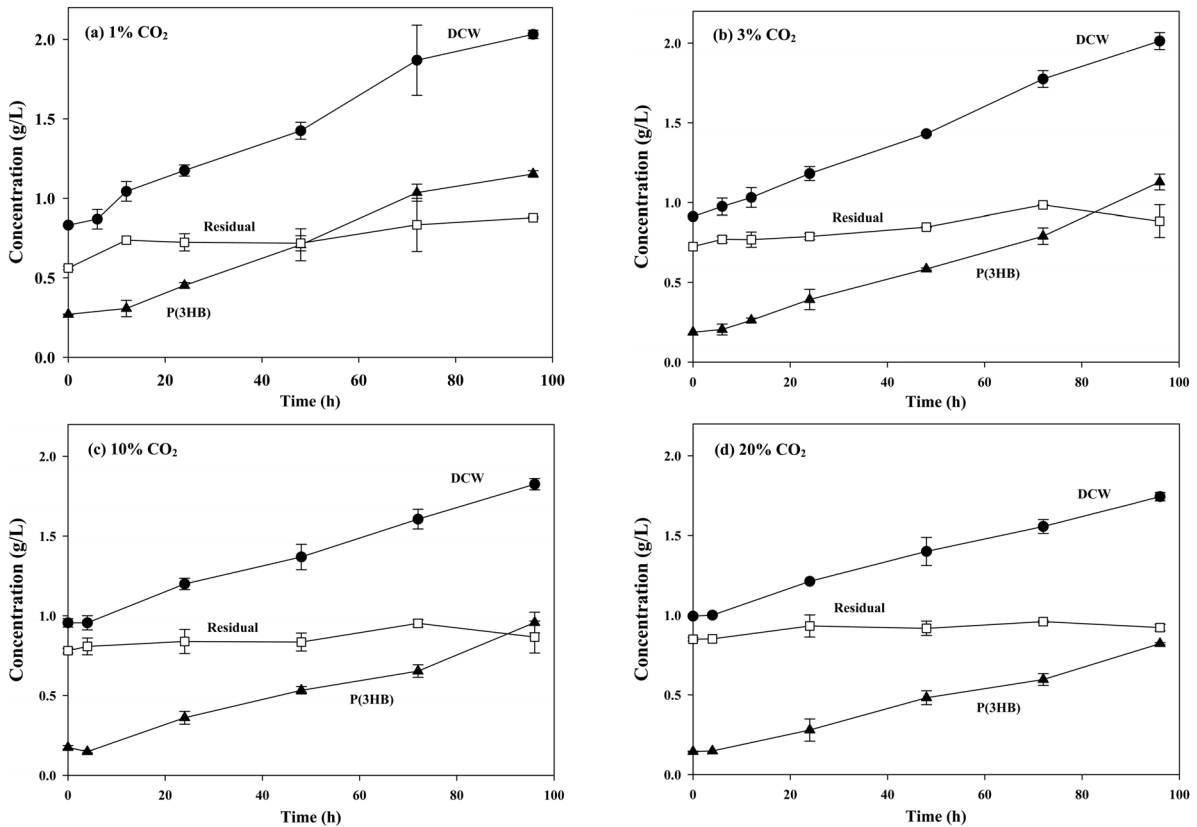 (a) 1% CO₂
DCW
Residual
P(3HB)
Concentration (g/L)
2.0
1.5
1.0
0.5
0.0
0 20 40 60 80 100
Time (h)
(b) 3% CO₂
DCW
Residual
P(3HB)
Concentration (g/L)
2.0
1.5
1.0
0.5
0.0
0 20 40 60 80 100
Time (h)
(c) 10% CO₂
DCW
Residual
P(3HB)
Concentration (g/L)
2.0
1.5
1.0
0.5
0.0
0 20 40 60 80 100
Time (h)
(d) 20% CO₂
DCW
Residual
P(3HB)
Concentration (g/L)
2.0
1.5
1.0
0.5
0.0
0 20 40 60 80 100
Time (h)